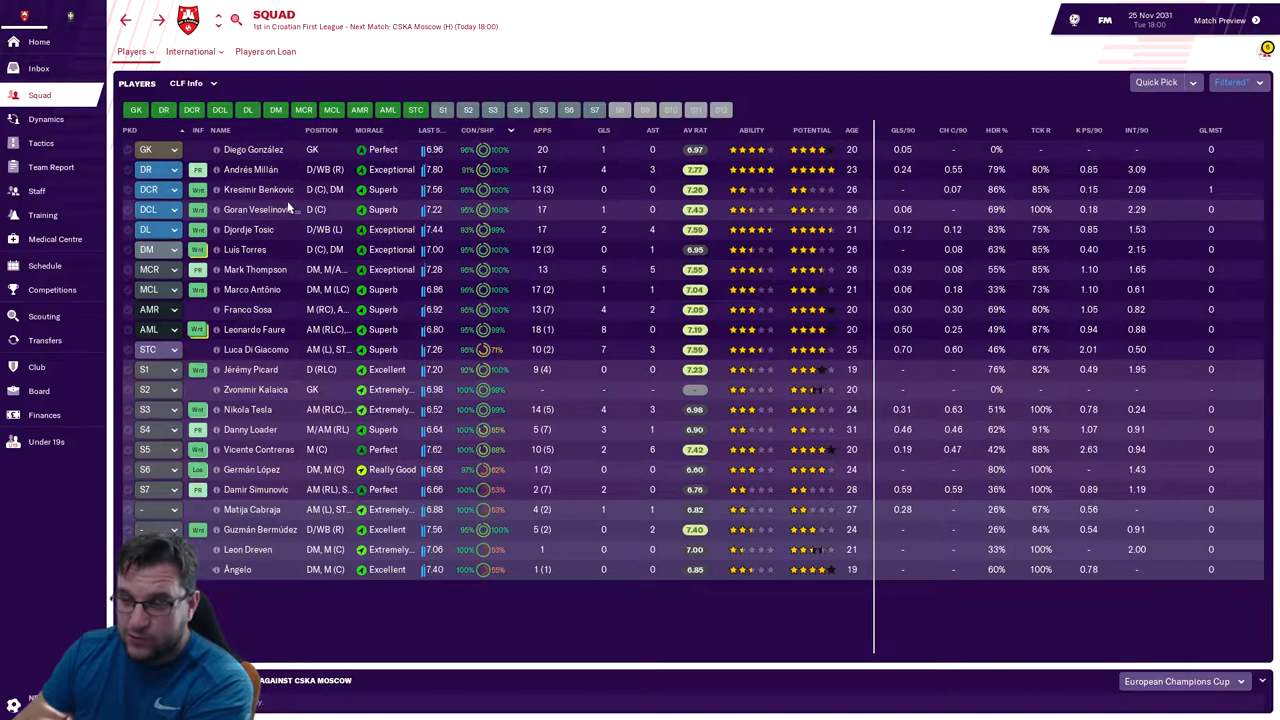 SQUAD
1st in Croatian First League - Next Match: CSKA Moscow (H) (Today 18:00)
FM
25 Nov 2031
Tue 18:00
Match Preview
Home
Inbox
Squad
Dynamics
Tactics
Team Report
Staff
Training
Medical Centre
Schedule
Competitions
Scouting
Transfers
Club
Board
Finances
Under 19s
Players International Players on Loan
6
PLAYERS CLF Info Quick Pick Filtered*
GK DR DCR DCL DL DM MCR MCL AMR AML STC S1 S2 S3 S4 S5 S6 S7 S8 S9 S10 S11 S12
PKD INF NAME POSITION MORALE LAST 5... CON/SHP APPS GLS AST AV RAT ABILITY POTENTIAL AGE GLS/90 CH C/90 HDR % TCK R K PS/90 INT/90 GL MST
GK Diego González GK Perfect 6.96 96% 100% 20 1 0 6.97 20 0.05 - 0% - - - 0
DR PR Andrés Millán D/WB (R) Exceptional 7.80 91% 100% 17 4 3 7.77 23 0.24 0.55 79% 80% 0.85 3.09 0
DCR Wnt Kresimir Benkovic D (C), DM Superb 7.56 95% 100% 13 (3) 0 0 7.26 26 - 0.07 86% 85% 0.15 2.09 1
DCL Wnt Goran Veselinov... D (C) Superb 7.22 95% 100% 17 1 0 7.43 26 0.06 - 69% 100% 0.18 2.29 0
DL Wnt Djordje Tosic D/WB (L) Exceptional 7.44 93% 99% 17 2 4 7.59 21 0.12 0.12 83% 75% 0.85 1.53 0
DM Wnt Luís Torres D (C), DM Exceptional 7.00 95% 100% 12 (3) 0 1 6.95 26 - 0.08 63% 85% 0.40 2.15 0
MCR PR Mark Thompson DM, M/A... Exceptional 7.28 95% 100% 13 5 5 7.55 26 0.39 0.08 55% 85% 1.10 1.65 0
MCL Wnt Marco Antônio DM, M (LC) Superb 6.86 95% 100% 17 (2) 1 1 7.04 20 0.06 0.18 33% 73% 1.10 0.61 0
AMR Franco Sosa M (RC), A... Superb 6.92 95% 100% 13 (7) 4 2 7.05 20 0.30 0.30 69% 80% 1.05 0.82 0
AML Wnt Leonardo Faure AM (RLC),... Superb 6.80 95% 99% 18 (1) 8 0 7.19 20 0.50 0.25 49% 87% 0.94 0.88 0
STC Luca Di Giacomo AM (L), ST... Superb 7.26 95% 71% 10 (2) 7 3 7.59 25 0.70 0.60 46% 67% 2.01 0.50 0
S1 Wnt Jérémy Picard D (RLC) Excellent 7.20 92% 100% 9 (4) 0 0 7.23 19 - - 76% 82% 0.49 1.95 0
S2 Zvonimir Kalaica GK Extremely... 6.98 100% 99% - - - - 20 - - 0% - - - 0
S3 Wnt Nikola Tesla AM (RLC),... Extremely... 6.52 100% 99% 14 (5) 4 3 6.98 24 0.31 0.63 51% 100% 0.78 0.24 0
S4 PR Danny Loader M/AM (RL) Extremely... 6.64 100% 85% 5 (7) 3 1 6.90 31 0.46 0.46 62% 91% 1.07 0.91 0
S5 Wnt Vicente Contreras M (C) Perfect 7.62 100% 88% 10 (5) 2 6 7.42 20 0.19 0.47 42% 88% 2.63 0.94 0
S6 Loa Germán López DM, M (C) Really Good 6.68 97% 62% 1 (2) 0 0 6.60 24 - - 80% 100% - 1.43 0
S7 PR Damir Simunovic AM (RL), S... Perfect 6.66 100% 53% 2 (7) 2 0 6.76 28 0.59 0.59 36% 100% 0.89 1.19 0
- Matija Cabraja AM (L), ST... Extremely... 6.88 100% 53% 4 (2) 1 1 6.82 27 0.28 - 26% 67% 0.56 - 0
- Wnt Guzmán Bermúdez D/WB (R) Excellent 7.56 95% 100% 5 (2) 0 2 7.40 24 - - 26% 84% 0.54 0.91 0
Leon Dreven DM, M (C) Extremely... 7.06 100% 53% 1 0 0 7.00 21 - - 33% 100% - 2.00 0
Ângelo DM, M (C) Excellent 7.40 100% 55% 1 (1) 0 0 6.85 19 - - 60% 100% 0.78 - 0
AGAINST CSKA MOSCOW European Champions Cup